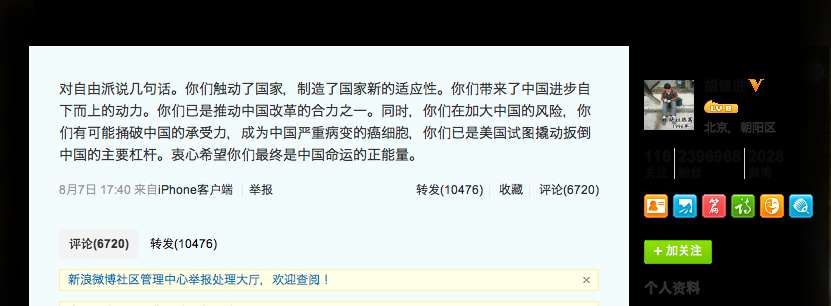 对自由派说几句话。你们触动了国家，制造了国家新的适应性。你们带来了中国进步自
下而上的动力。你们已是推动中国改革的合力之一。同时，你们在加大中国的风险，你
们有可能捅破中国的承受力，成为中国严重病变的癌细胞，你们已是美国试图撬动扳倒
中国的主要杠杆。衷心希望你们最终是中国命运的正能量。
8月7日 17:40 来自iPhone客户端 举报 转发(10476) 收藏 评论(6720)
评论(6720) 转发(10476)
新浪微博社区管理中心举报处理大厅，欢迎查阅！
V
LV 8
北京，朝阳区
116 2396968 2028
关注 粉丝 微博
篇
+ 加关注
个人资料